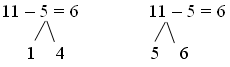 11 – 5 = 6
1 4
11 – 5 = 6
5 6